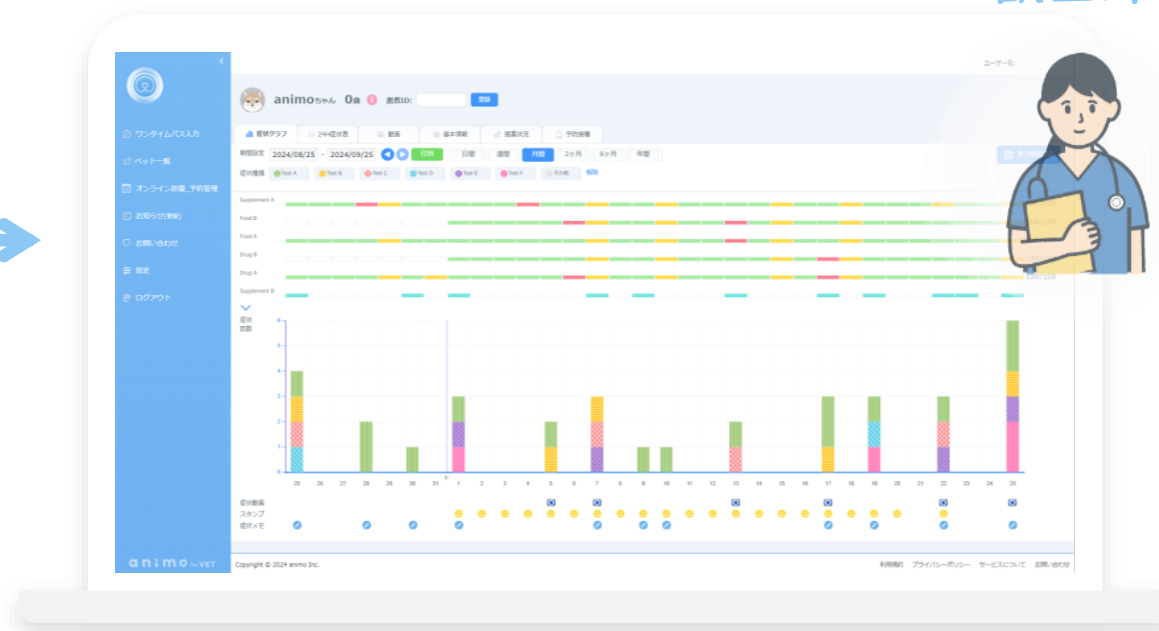 ユーザー名:
animoちゃん 0歳 患者ID: 登録
ワンタイムパス入力
ペット一覧
オンライン診療_予約管理
お知らせ(更新)
お問い合わせ
設定
ログアウト
症状グラフ 24H症状表 動画 基本情報 服薬状況 予防接種
期間設定 2024/08/25 - 2024/09/25 日別 日間 週間 月間 2ヶ月 6ヶ月 年間
症状種類 Test A Test B Test C Test D Test E Test F その他
Supplement A
Food B
Food A
Drug B
Drug A
Supplement B
症状
回数
6
5
4
3
2
1
0
25 26 27 28 29 30 31 1 2 3 4 5 6 7 8 9 10 11 12 13 14 15 16 17 18 19 20 21 22 23 24 25
症状動画
スタンプ
症状メモ
animo for VET
Copyright © 2024 animo Inc.
利用規約 プライバシーポリシー サービスについて お問い合わせ